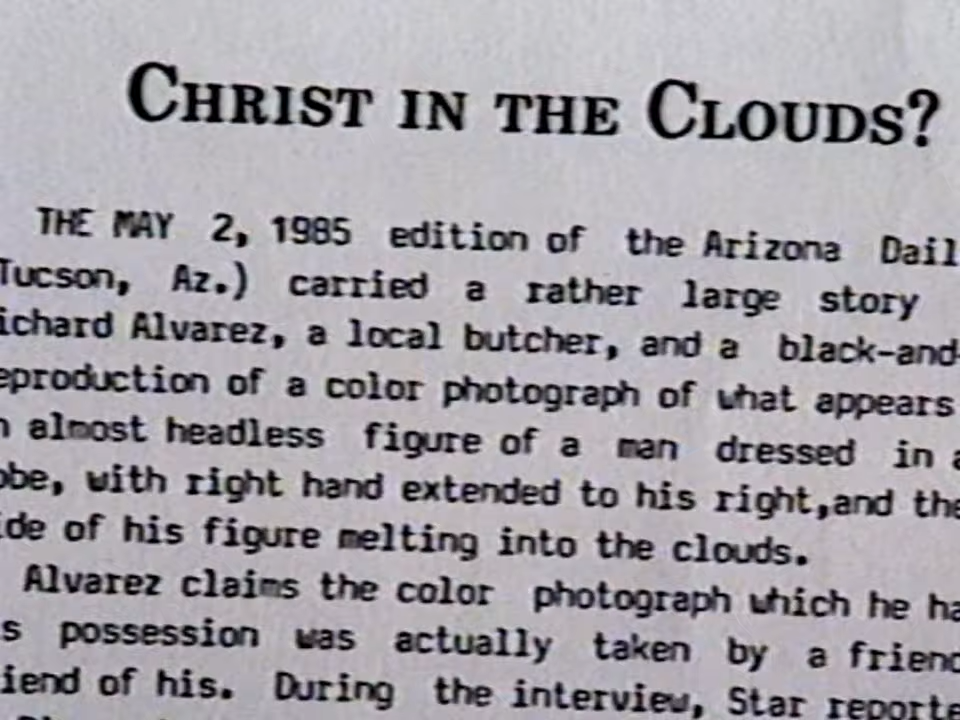 CHRIST IN THE CLOUDS?
THE MAY 2, 1985 edition of the Arizona Dail
Tucson, Az.) carried a rather large story
ichard Alvarez, a local butcher, and a black-and-
eproduction of a color photograph of what appears
n almost headless figure of a man dressed in a
obe, with right hand extended to his right,and the
ide of his figure melting into the clouds.
Alvarez claims the color photograph which he ha
s possession was actually taken by a friend
iend of his. During the interview, Star reporte